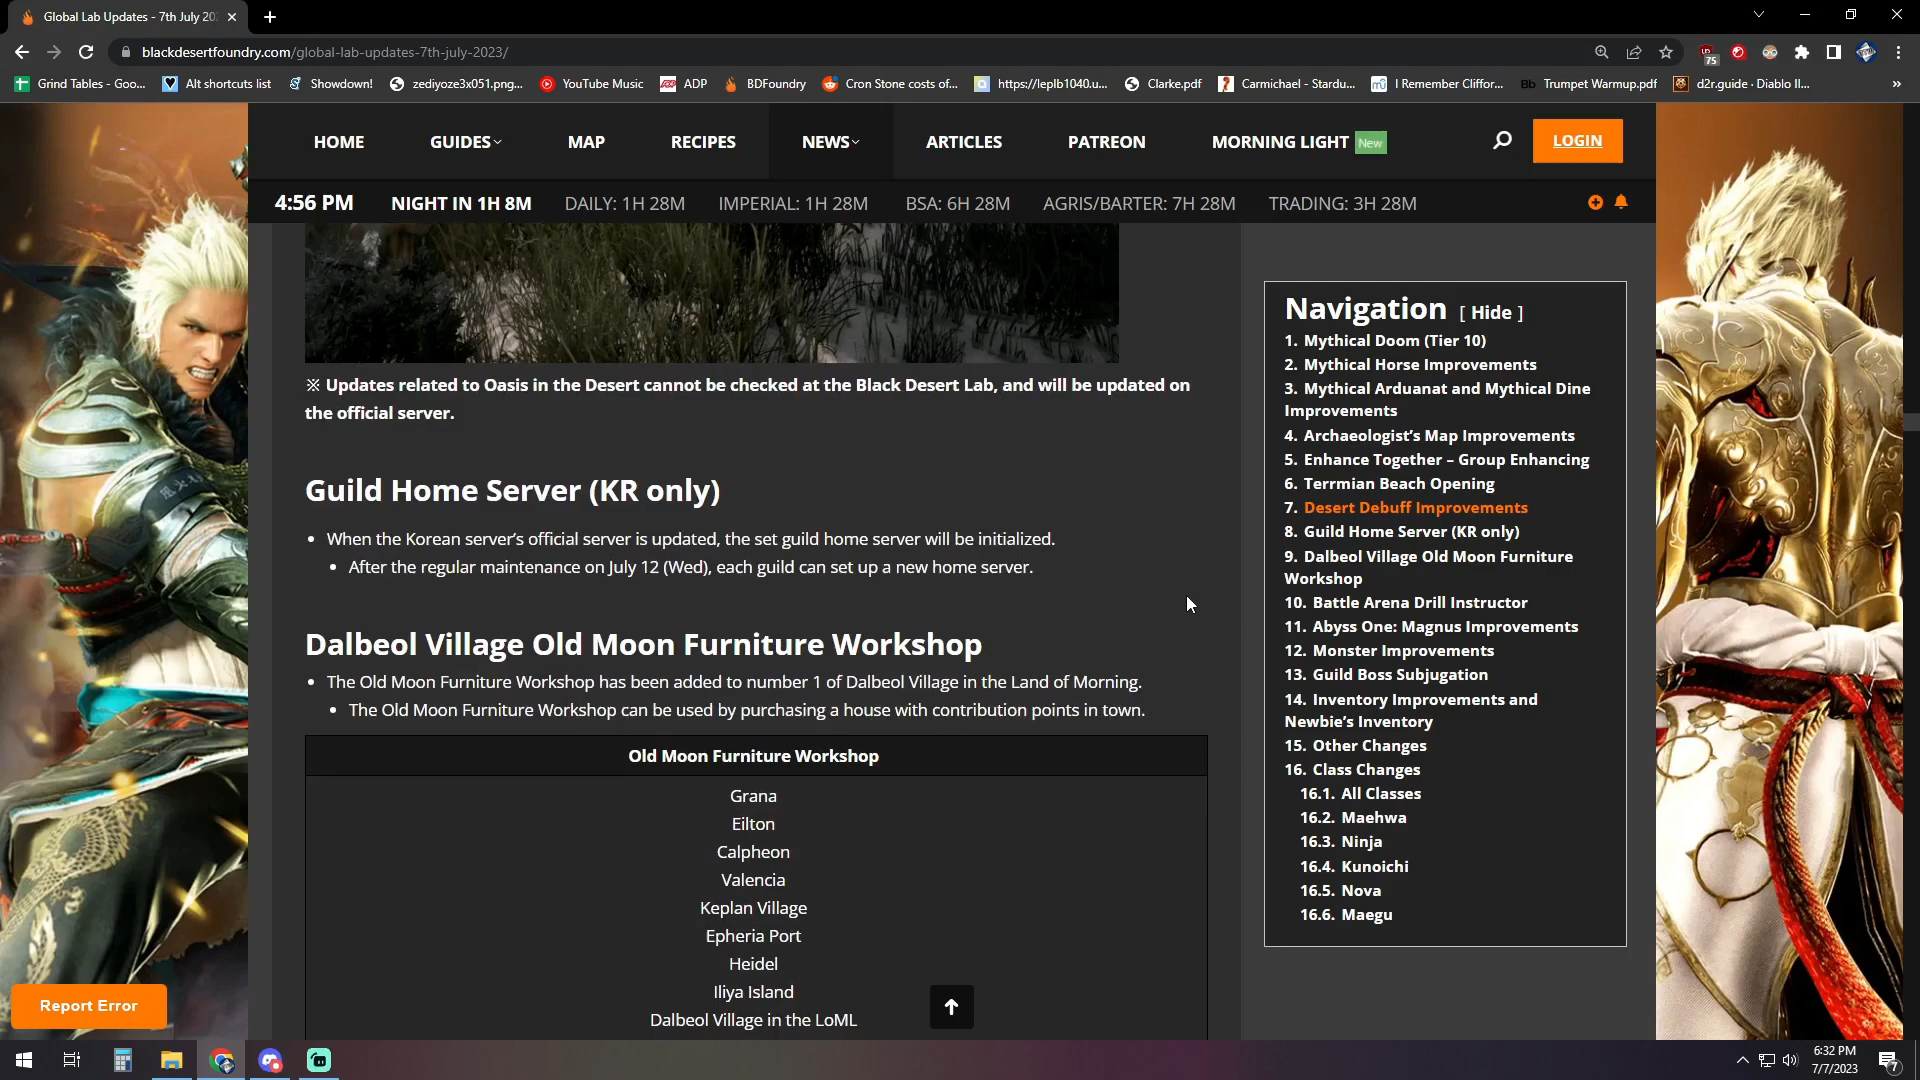 Global Lab Updates - 7th July 20
blackdesertfoundry.com/global-lab-updates-7th-july-2023/
75
Grind Tables - Goo...
Alt shortcuts list
Showdown!
zediyoze3x051.png...
YouTube Music
ADP
BDFoundry
Cron Stone costs of...
https://leplb1040.u...
Clarke.pdf
Carmichael - Stardu...
I Remember Cliffor...
Bb Trumpet Warmup.pdf
d2r.guide · Diablo II...
»
HOME
GUIDES
MAP
RECIPES
NEWS
ARTICLES
PATREON
MORNING LIGHT New
LOGIN
4:56 PM
NIGHT IN 1H 8M
DAILY: 1H 28M
IMPERIAL: 1H 28M
BSA: 6H 28M
AGRIS/BARTER: 7H 28M
TRADING: 3H 28M
※ Updates related to Oasis in the Desert cannot be checked at the Black Desert Lab, and will be updated on
the official server.
Guild Home Server (KR only)
• When the Korean server’s official server is updated, the set guild home server will be initialized.
• After the regular maintenance on July 12 (Wed), each guild can set up a new home server.
Dalbeol Village Old Moon Furniture Workshop
• The Old Moon Furniture Workshop has been added to number 1 of Dalbeol Village in the Land of Morning.
• The Old Moon Furniture Workshop can be used by purchasing a house with contribution points in town.
Old Moon Furniture Workshop
Grana
Eilton
Calpheon
Valencia
Keplan Village
Epheria Port
Heidel
Iliya Island
Dalbeol Village in the LoML
Navigation [ Hide ]
1. Mythical Doom (Tier 10)
2. Mythical Horse Improvements
3. Mythical Arduanat and Mythical Dine
Improvements
4. Archaeologist’s Map Improvements
5. Enhance Together – Group Enhancing
6. Terrmian Beach Opening
7. Desert Debuff Improvements
8. Guild Home Server (KR only)
9. Dalbeol Village Old Moon Furniture
Workshop
10. Battle Arena Drill Instructor
11. Abyss One: Magnus Improvements
12. Monster Improvements
13. Guild Boss Subjugation
14. Inventory Improvements and
Newbie’s Inventory
15. Other Changes
16. Class Changes
16.1. All Classes
16.2. Maehwa
16.3. Ninja
16.4. Kunoichi
16.5. Nova
16.6. Maegu
Report Error
6:32 PM
7/7/2023
7